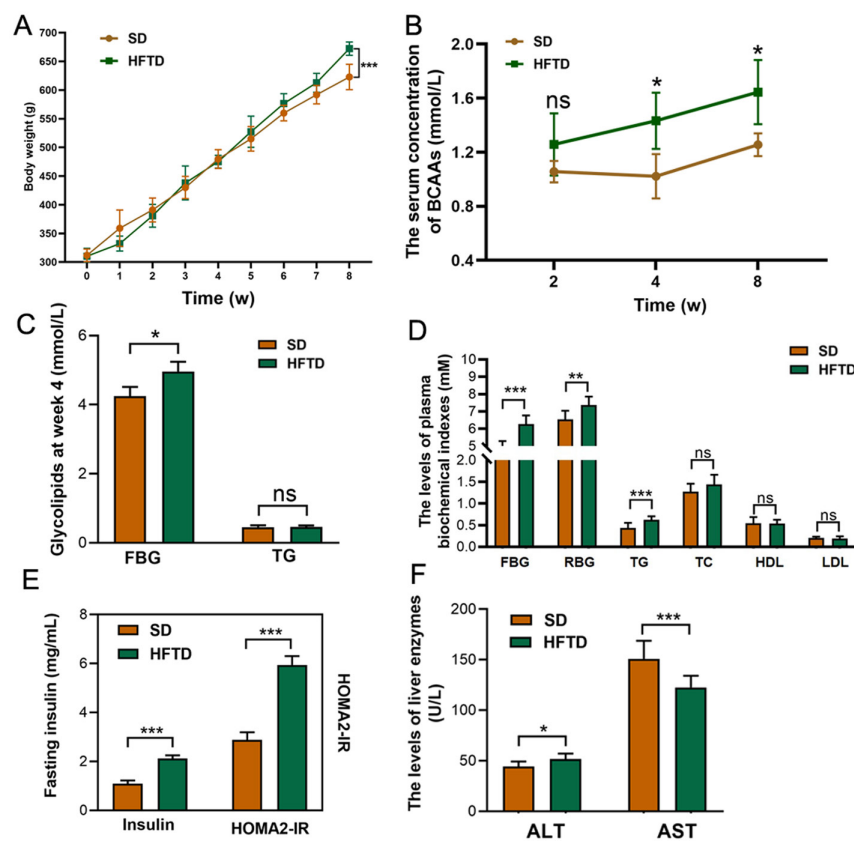 A
SD
HFTD
***
Body weight (g)
700
650
600
550
500
450
400
350
300
0 1 2 3 4 5 6 7 8
Time (w)
B
SD
HFTD
ns
*
*
The serum concentration
of BCAAs (mmol/L)
2.0
1.6
1.2
0.8
0.4
2 4 8
Time (w)
C
SD
HFTD
*
ns
Glycolipids at week 4 (mmol/L)
6
4
2
0
FBG TG
D
SD
HFTD
***
**
***
ns
ns
ns
The levels of plasma
biochemical indexes (mM)
10
9
8
7
6
5
2.0
1.5
1.0
0.5
0.0
FBG RBG TG TC HDL LDL
E
SD
HFTD
***
***
Fasting insulin (mg/mL)
8
6
4
2
0
Insulin HOMA2-IR
HOMA2-IR
F
SD
HFTD
*
***
The levels of liver enzymes
(U/L)
200
150
100
50
0
ALT AST